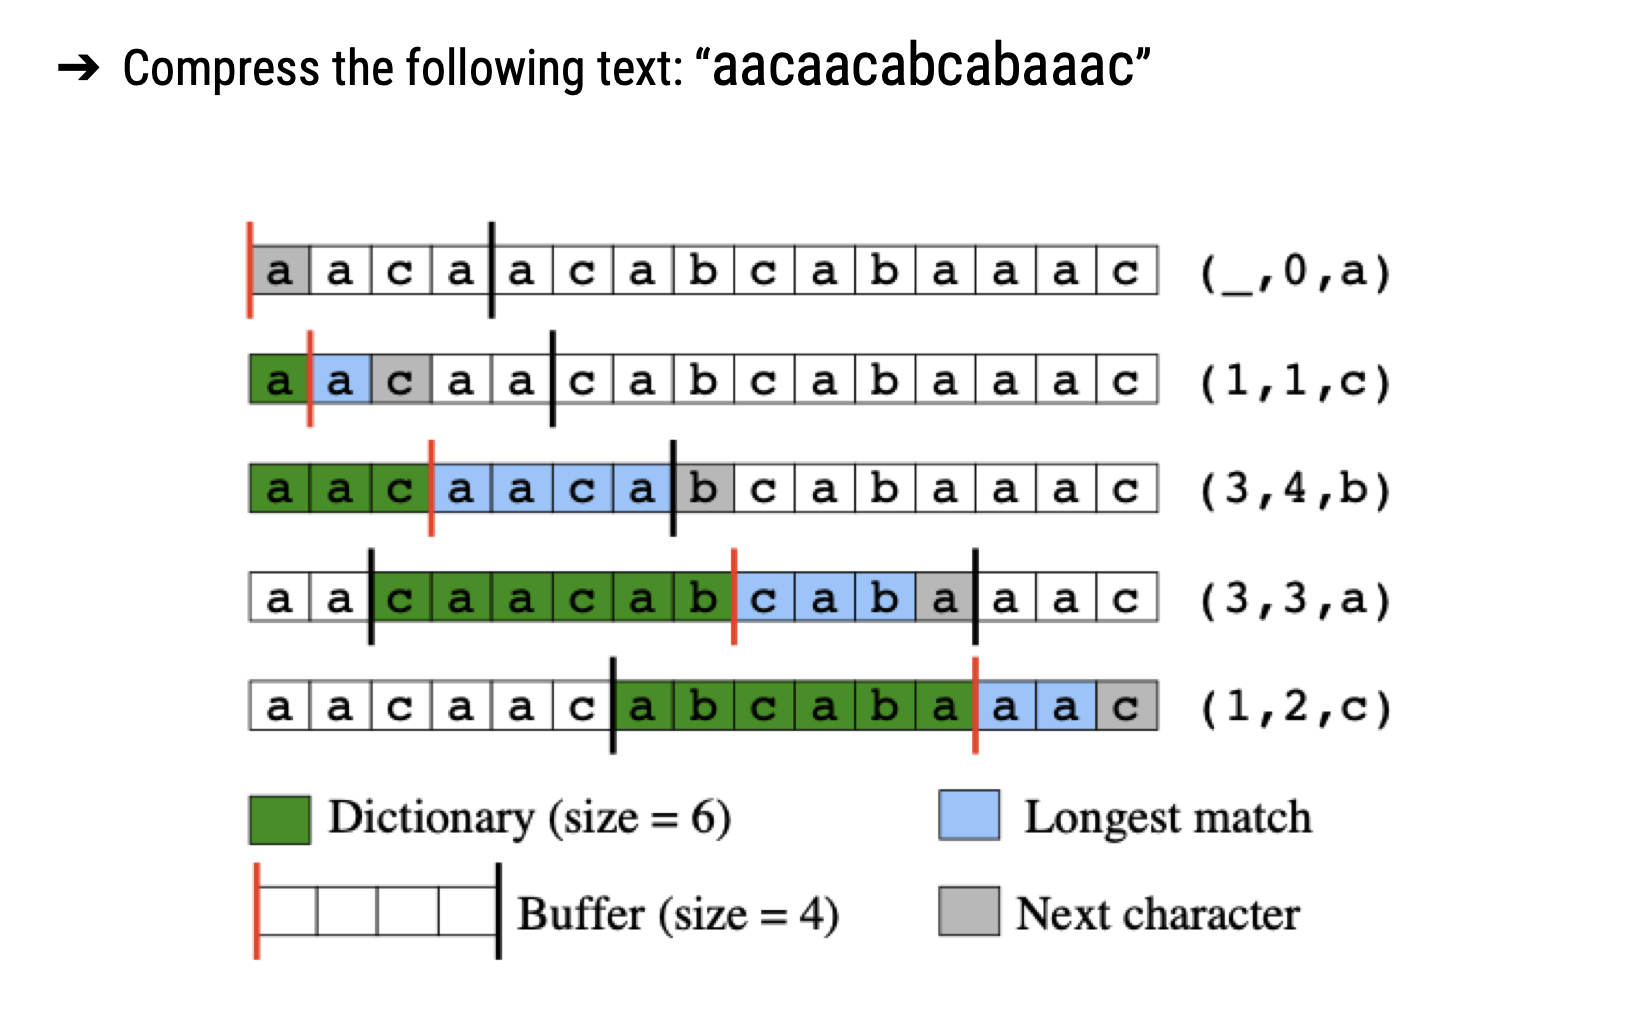 ➔ Compress the following text: “aacaacabcabaaac”
a a c a a c a b c a b a a a c (_,0,a)
a a c a a c a b c a b a a a c (1,1,c)
a a c a a c a b c a b a a a c (3,4,b)
a a c a a c a b c a b a a a c (3,3,a)
a a c a a c a b c a b a a a c (1,2,c)
Dictionary (size = 6) Longest match
Buffer (size = 4) Next character